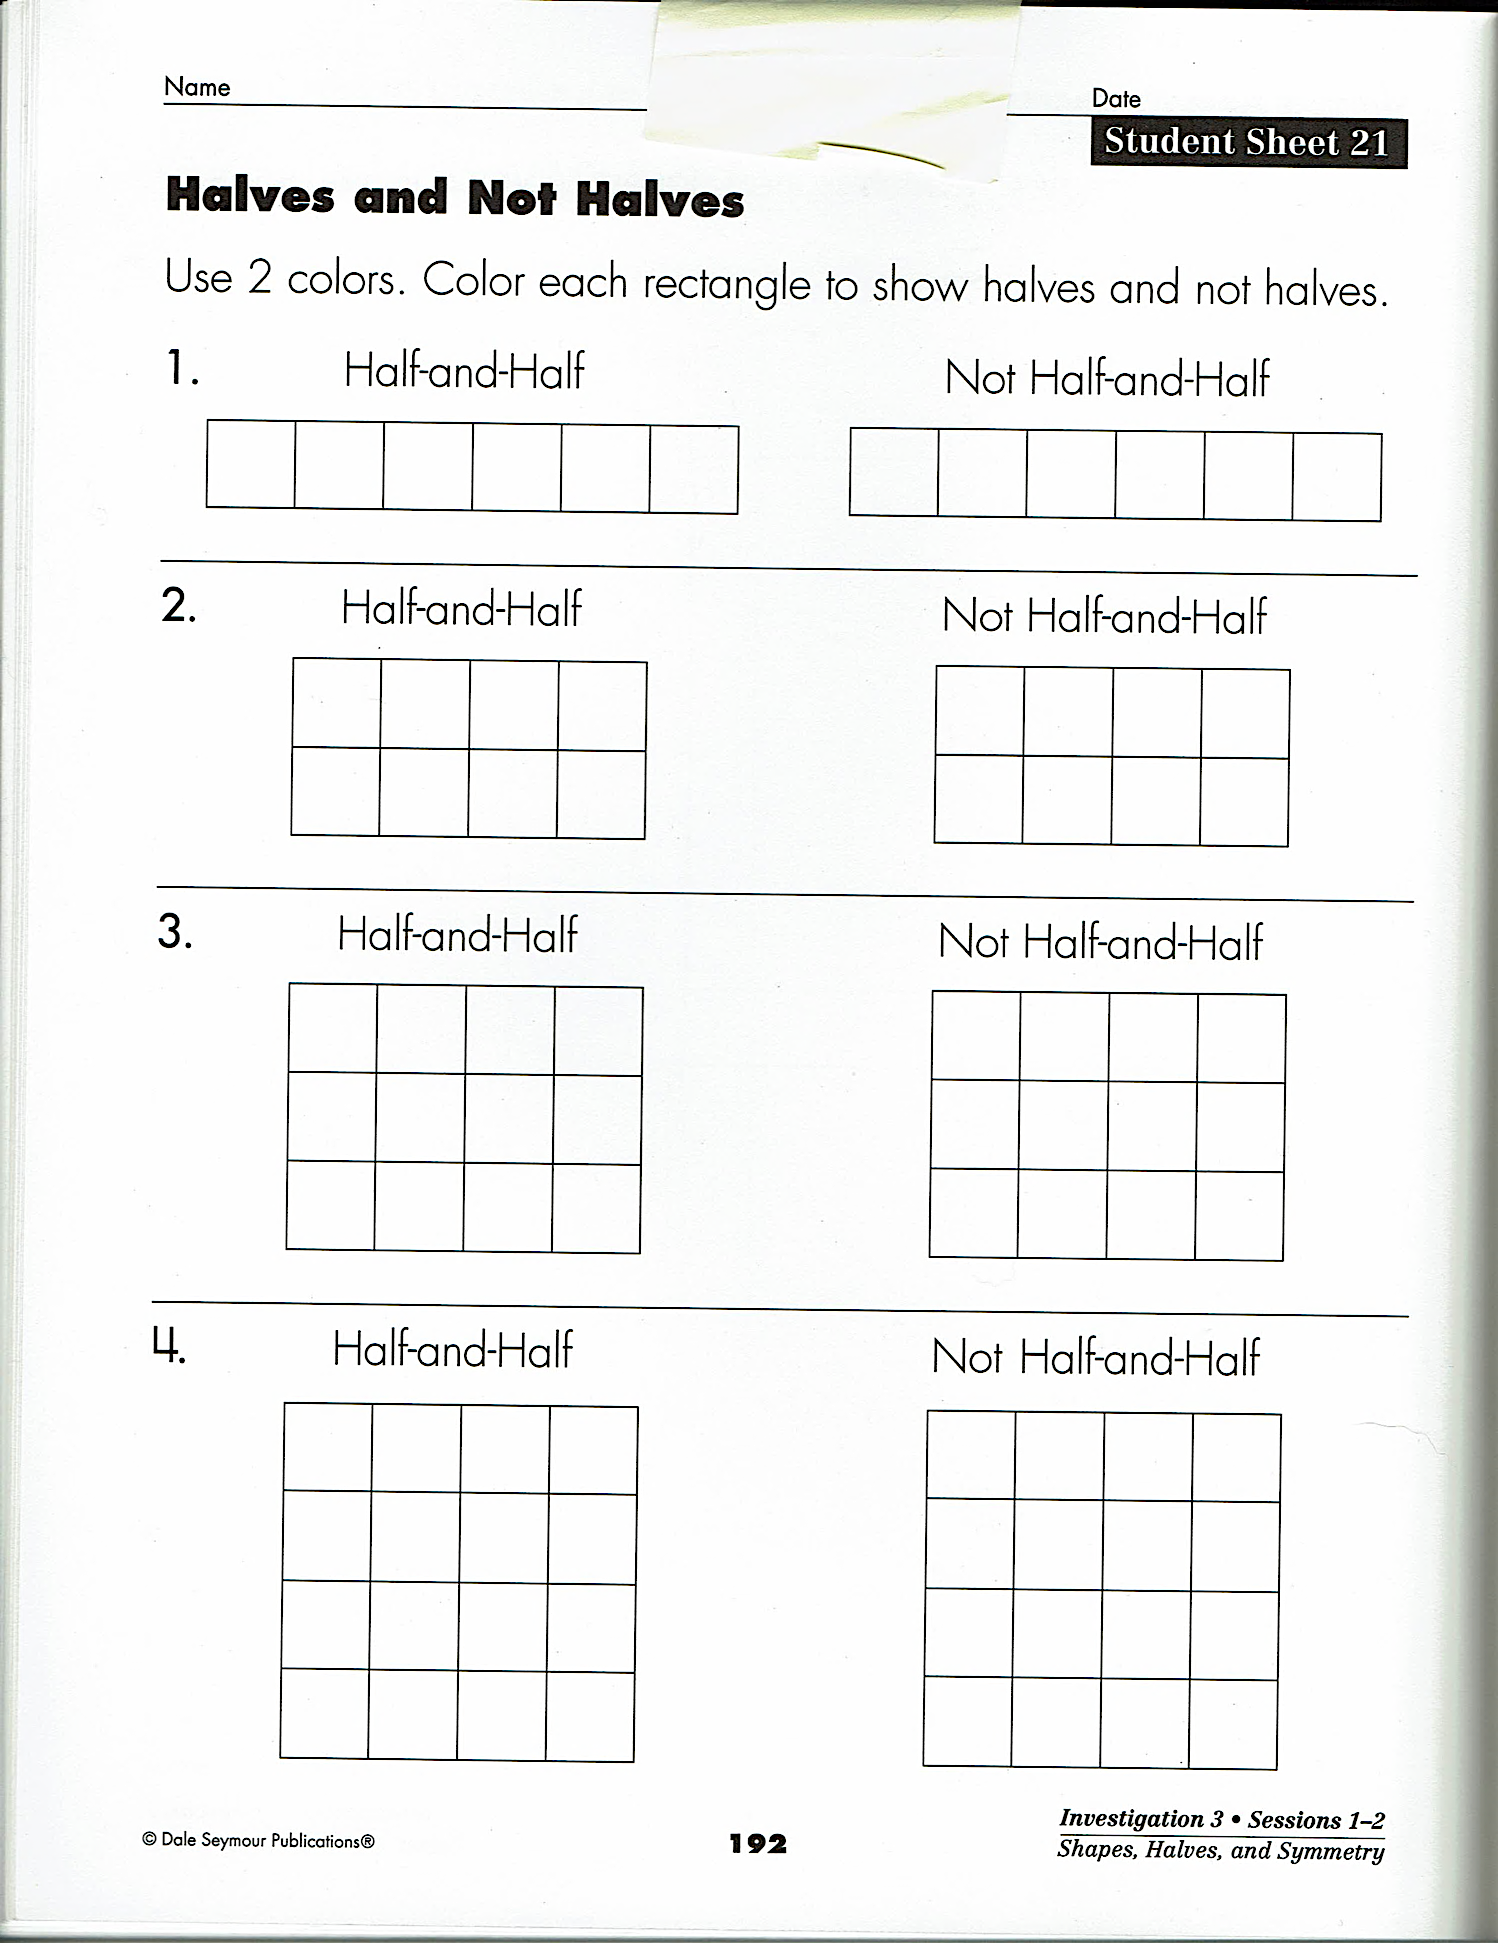 Name
Date
Student Sheet 21
Halves and Not Halves
Use 2 colors. Color each rectangle to show halves and not halves.
1. Half-and-Half Not Half-and-Half
2. Half-and-Half Not Half-and-Half
3. Half-and-Half Not Half-and-Half
4. Half-and-Half Not Half-and-Half
© Dale Seymour Publications®
192
Investigation 3 • Sessions 1–2
Shapes, Halves, and Symmetry